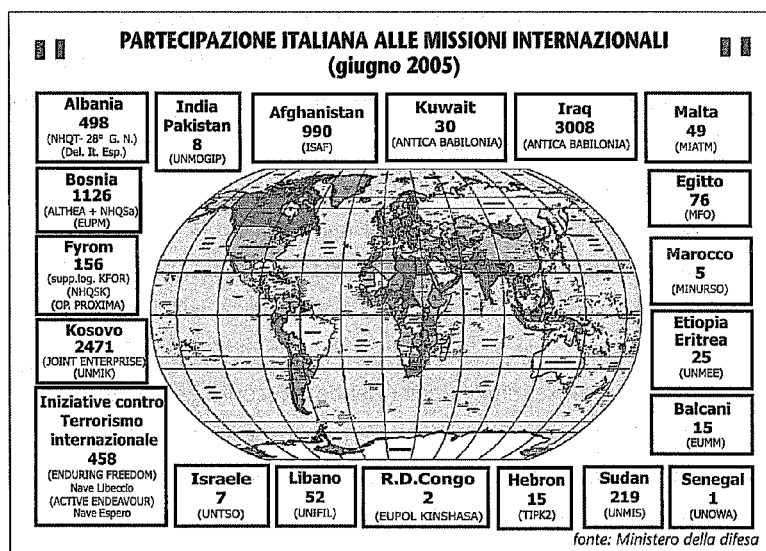 PARTECIPAZIONE ITALIANA ALLE MISSIONI INTERNAZIONALI
(giugno 2005)
Albania
498
(NHQT- 28° G. N.)
(Del. It. Esp.)
India
Pakistan
8
(UNMOGIP)
Afghanistan
990
(ISAF)
Kuwait
30
(ANTICA BABILONIA)
Iraq
3008
(ANTICA BABILONIA)
Malta
49
(MIATM)
Bosnia
1126
(ALTHEA + NHQSa)
(EUPM)
Egitto
76
(MFO)
Fyrom
156
(supp.log. KFOR)
(NHQSK)
(OP. PROXIMA)
Marocco
5
(MINURSO)
Kosovo
2471
(JOINT ENTERPRISE)
(UNMIK)
Etiopia
Eritrea
25
(UNMEE)
Iniziative contro
Terrorismo
internazionale
458
(ENDURING FREEDOM)
Nave Libeccio
(ACTIVE ENDEAVOUR)
Nave Espero
Balcani
15
(EUMM)
Israele
7
(UNTSO)
Libano
52
(UNIFIL)
R.D.Congo
2
(EUPOL KINSHASA)
Hebron
15
(TIPK2)
Sudan
219
(UNMIS)
Senegal
1
(UNOWA)
fonte: Ministero della difesa